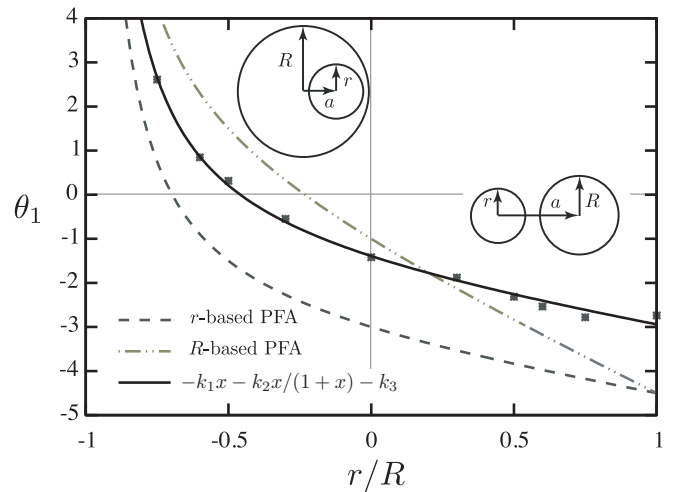 4
3
2
1
0
-1
-2
-3
-4
-5
θ₁
R
r
a
r
a
R
r-based PFA
R-based PFA
−k₁x − k₂x/(1 + x) − k₃
-1
-0.5
0
0.5
1
r/R